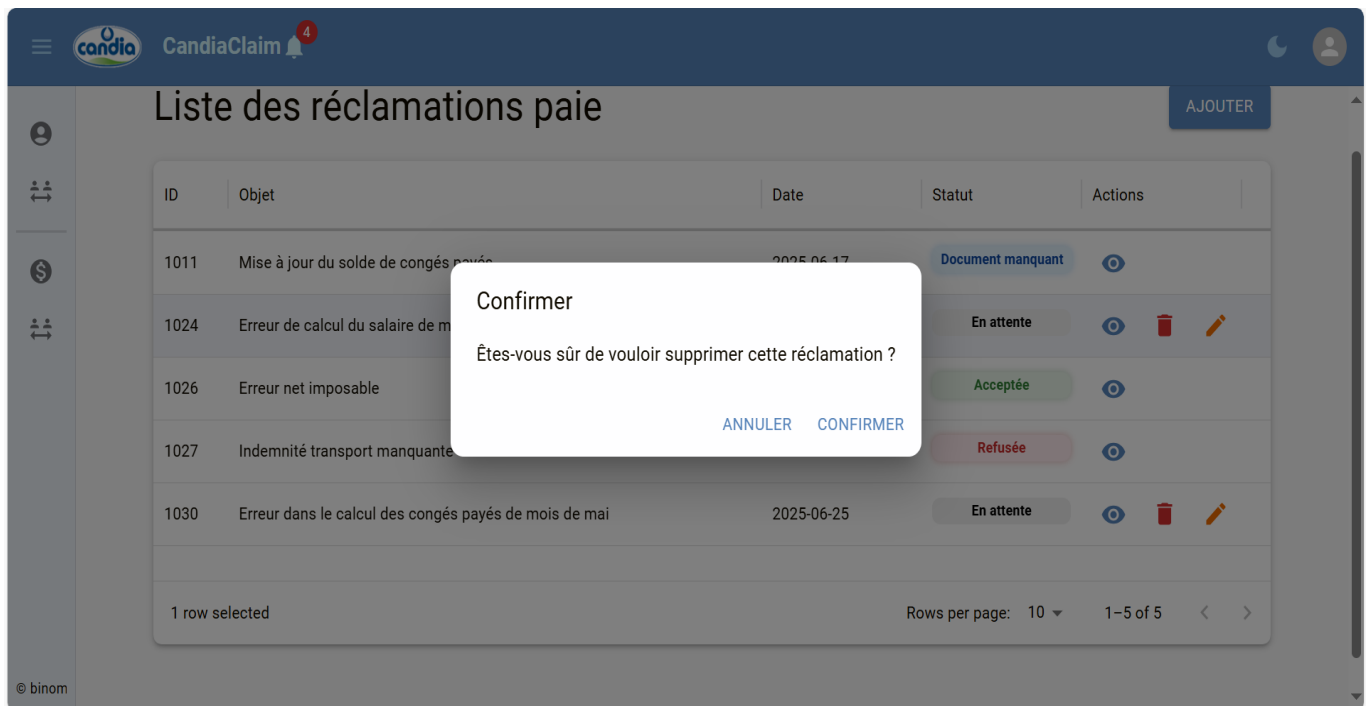 candia CandiaClaim 4
Liste des réclamations paie AJOUTER
ID Objet Date Statut Actions
1011 Mise à jour du solde de congés payés 2025-06-17 Document manquant
1024 Erreur de calcul du salaire de m En attente
1026 Erreur net imposable Acceptée
1027 Indemnité transport manquante Refusée
1030 Erreur dans le calcul des congés payés de mois de mai 2025-06-25 En attente
Confirmer
Êtes-vous sûr de vouloir supprimer cette réclamation ?
ANNULER CONFIRMER
1 row selected Rows per page: 10 1–5 of 5
© binom